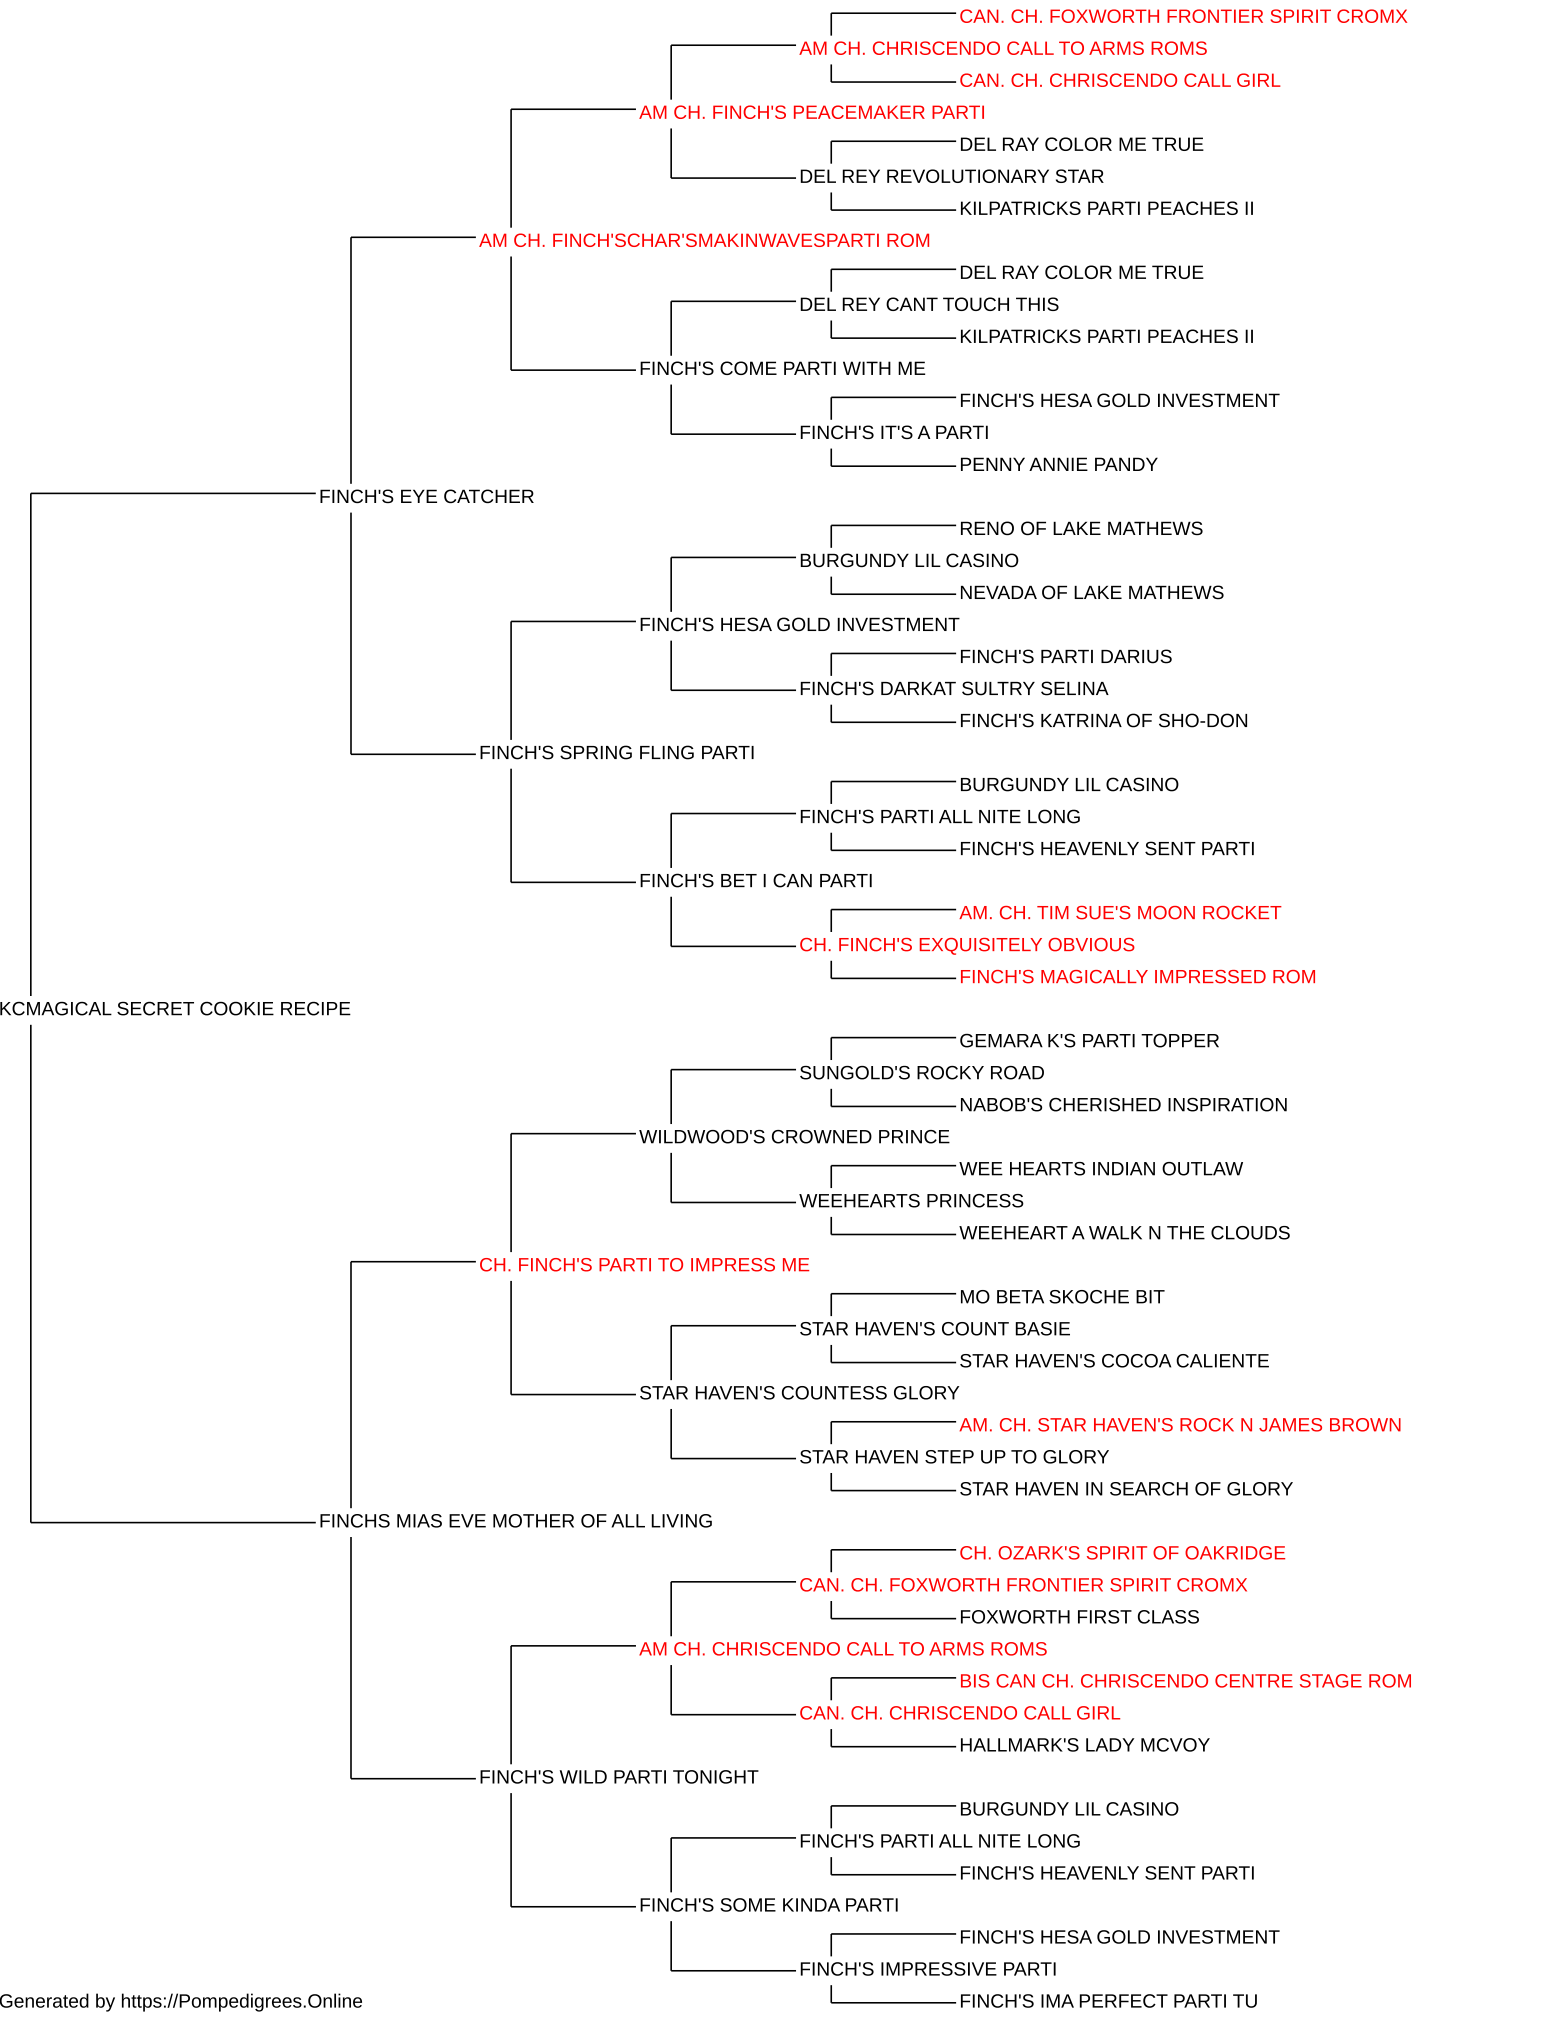 CAN. CH. FOXWORTH FRONTIER SPIRIT CROMX
AM CH. CHRISCENDO CALL TO ARMS ROMS
CAN. CH. CHRISCENDO CALL GIRL
AM CH. FINCH'S PEACEMAKER PARTI
DEL RAY COLOR ME TRUE
DEL REY REVOLUTIONARY STAR
KILPATRICKS PARTI PEACHES II
AM CH. FINCH'SCHAR'SMAKINWAVESPARTI ROM
DEL RAY COLOR ME TRUE
DEL REY CANT TOUCH THIS
KILPATRICKS PARTI PEACHES II
FINCH'S COME PARTI WITH ME
FINCH'S HESA GOLD INVESTMENT
FINCH'S IT'S A PARTI
PENNY ANNIE PANDY
FINCH'S EYE CATCHER
RENO OF LAKE MATHEWS
BURGUNDY LIL CASINO
NEVADA OF LAKE MATHEWS
FINCH'S HESA GOLD INVESTMENT
FINCH'S PARTI DARIUS
FINCH'S DARKAT SULTRY SELINA
FINCH'S KATRINA OF SHO-DON
FINCH'S SPRING FLING PARTI
BURGUNDY LIL CASINO
FINCH'S PARTI ALL NITE LONG
FINCH'S HEAVENLY SENT PARTI
FINCH'S BET I CAN PARTI
AM. CH. TIM SUE'S MOON ROCKET
CH. FINCH'S EXQUISITELY OBVIOUS
FINCH'S MAGICALLY IMPRESSED ROM
KCMAGICAL SECRET COOKIE RECIPE
GEMARA K'S PARTI TOPPER
SUNGOLD'S ROCKY ROAD
NABOB'S CHERISHED INSPIRATION
WILDWOOD'S CROWNED PRINCE
WEE HEARTS INDIAN OUTLAW
WEEHEARTS PRINCESS
WEEHEART A WALK N THE CLOUDS
CH. FINCH'S PARTI TO IMPRESS ME
MO BETA SKOCHE BIT
STAR HAVEN'S COUNT BASIE
STAR HAVEN'S COCOA CALIENTE
STAR HAVEN'S COUNTESS GLORY
AM. CH. STAR HAVEN'S ROCK N JAMES BROWN
STAR HAVEN STEP UP TO GLORY
STAR HAVEN IN SEARCH OF GLORY
FINCHS MIAS EVE MOTHER OF ALL LIVING
CH. OZARK'S SPIRIT OF OAKRIDGE
CAN. CH. FOXWORTH FRONTIER SPIRIT CROMX
FOXWORTH FIRST CLASS
AM CH. CHRISCENDO CALL TO ARMS ROMS
BIS CAN CH. CHRISCENDO CENTRE STAGE ROM
CAN. CH. CHRISCENDO CALL GIRL
HALLMARK'S LADY MCVOY
FINCH'S WILD PARTI TONIGHT
BURGUNDY LIL CASINO
FINCH'S PARTI ALL NITE LONG
FINCH'S HEAVENLY SENT PARTI
FINCH'S SOME KINDA PARTI
FINCH'S HESA GOLD INVESTMENT
FINCH'S IMPRESSIVE PARTI
FINCH'S IMA PERFECT PARTI TU
Generated by https://Pompedigrees.Online